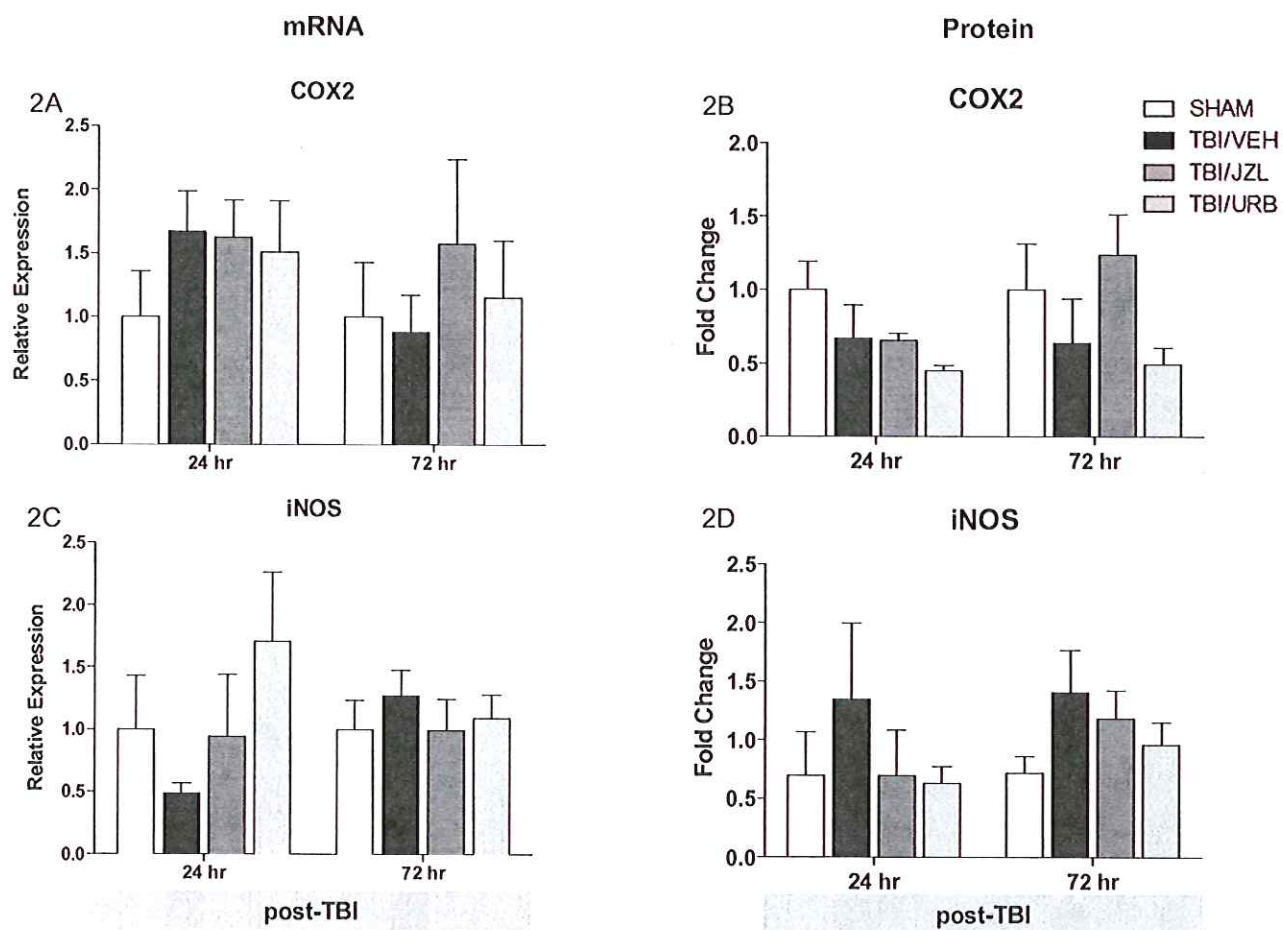 mRNA
Protein
2A
COX2
2B
COX2
SHAM
TBI/VEH
TBI/JZL
TBI/URB
Relative Expression
2.5
2.0
1.5
1.0
0.5
0.0
24 hr
72 hr
Fold Change
2.0
1.5
1.0
0.5
0.0
24 hr
72 hr
2C
iNOS
2D
iNOS
Relative Expression
2.5
2.0
1.5
1.0
0.5
0.0
24 hr
72 hr
post-TBI
Fold Change
2.5
2.0
1.5
1.0
0.5
0.0
24 hr
72 hr
post-TBI